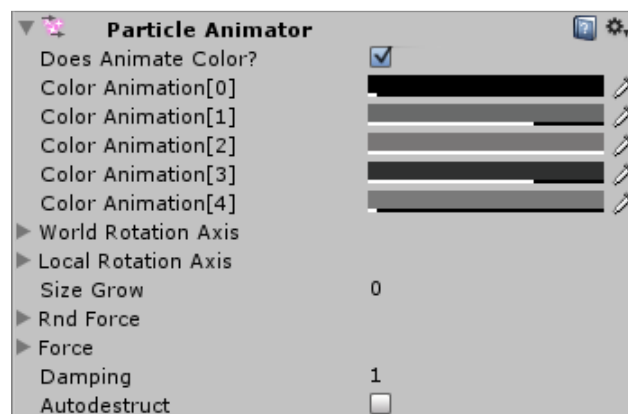 Particle Animator
Does Animate Color?
Color Animation[0]
Color Animation[1]
Color Animation[2]
Color Animation[3]
Color Animation[4]
World Rotation Axis
Local Rotation Axis
Size Grow 0
Rnd Force
Force
Damping 1
Autodestruct